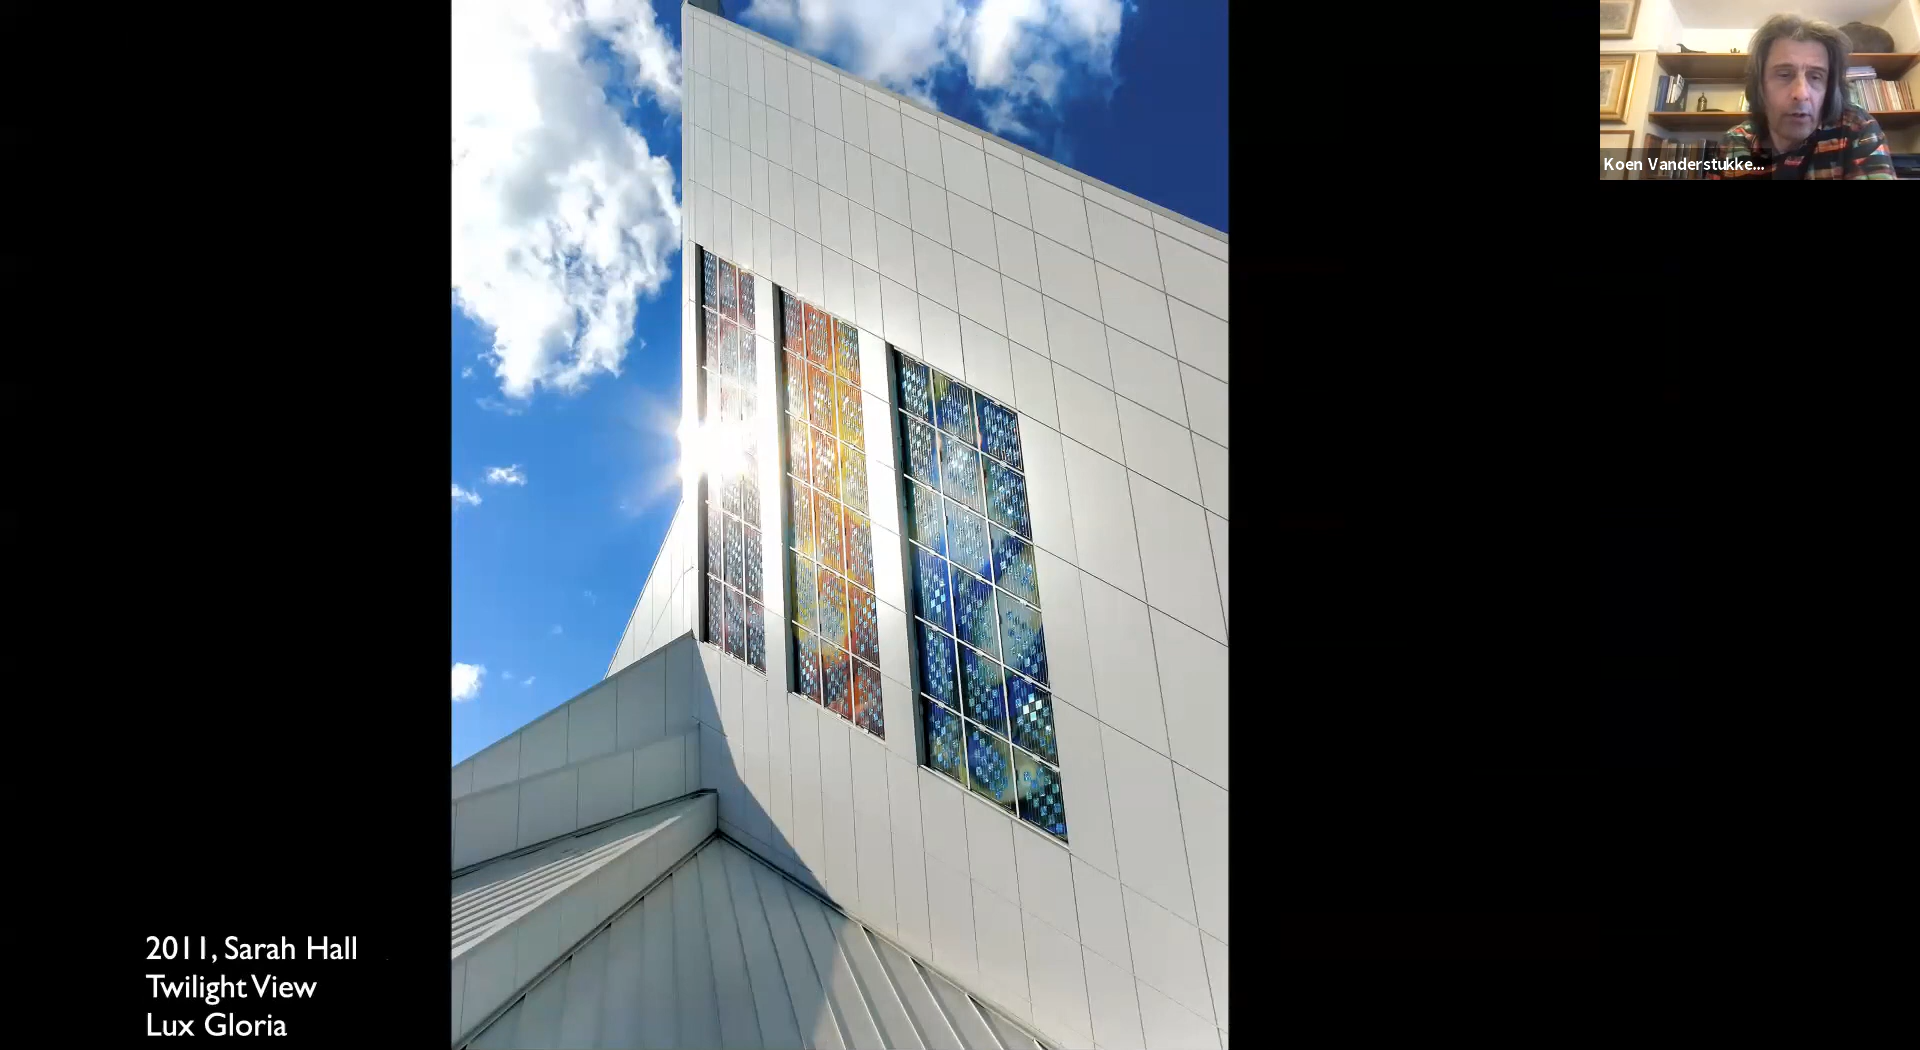 Koen Vanderstukke...
2011, Sarah Hall
Twilight View
Lux Gloria